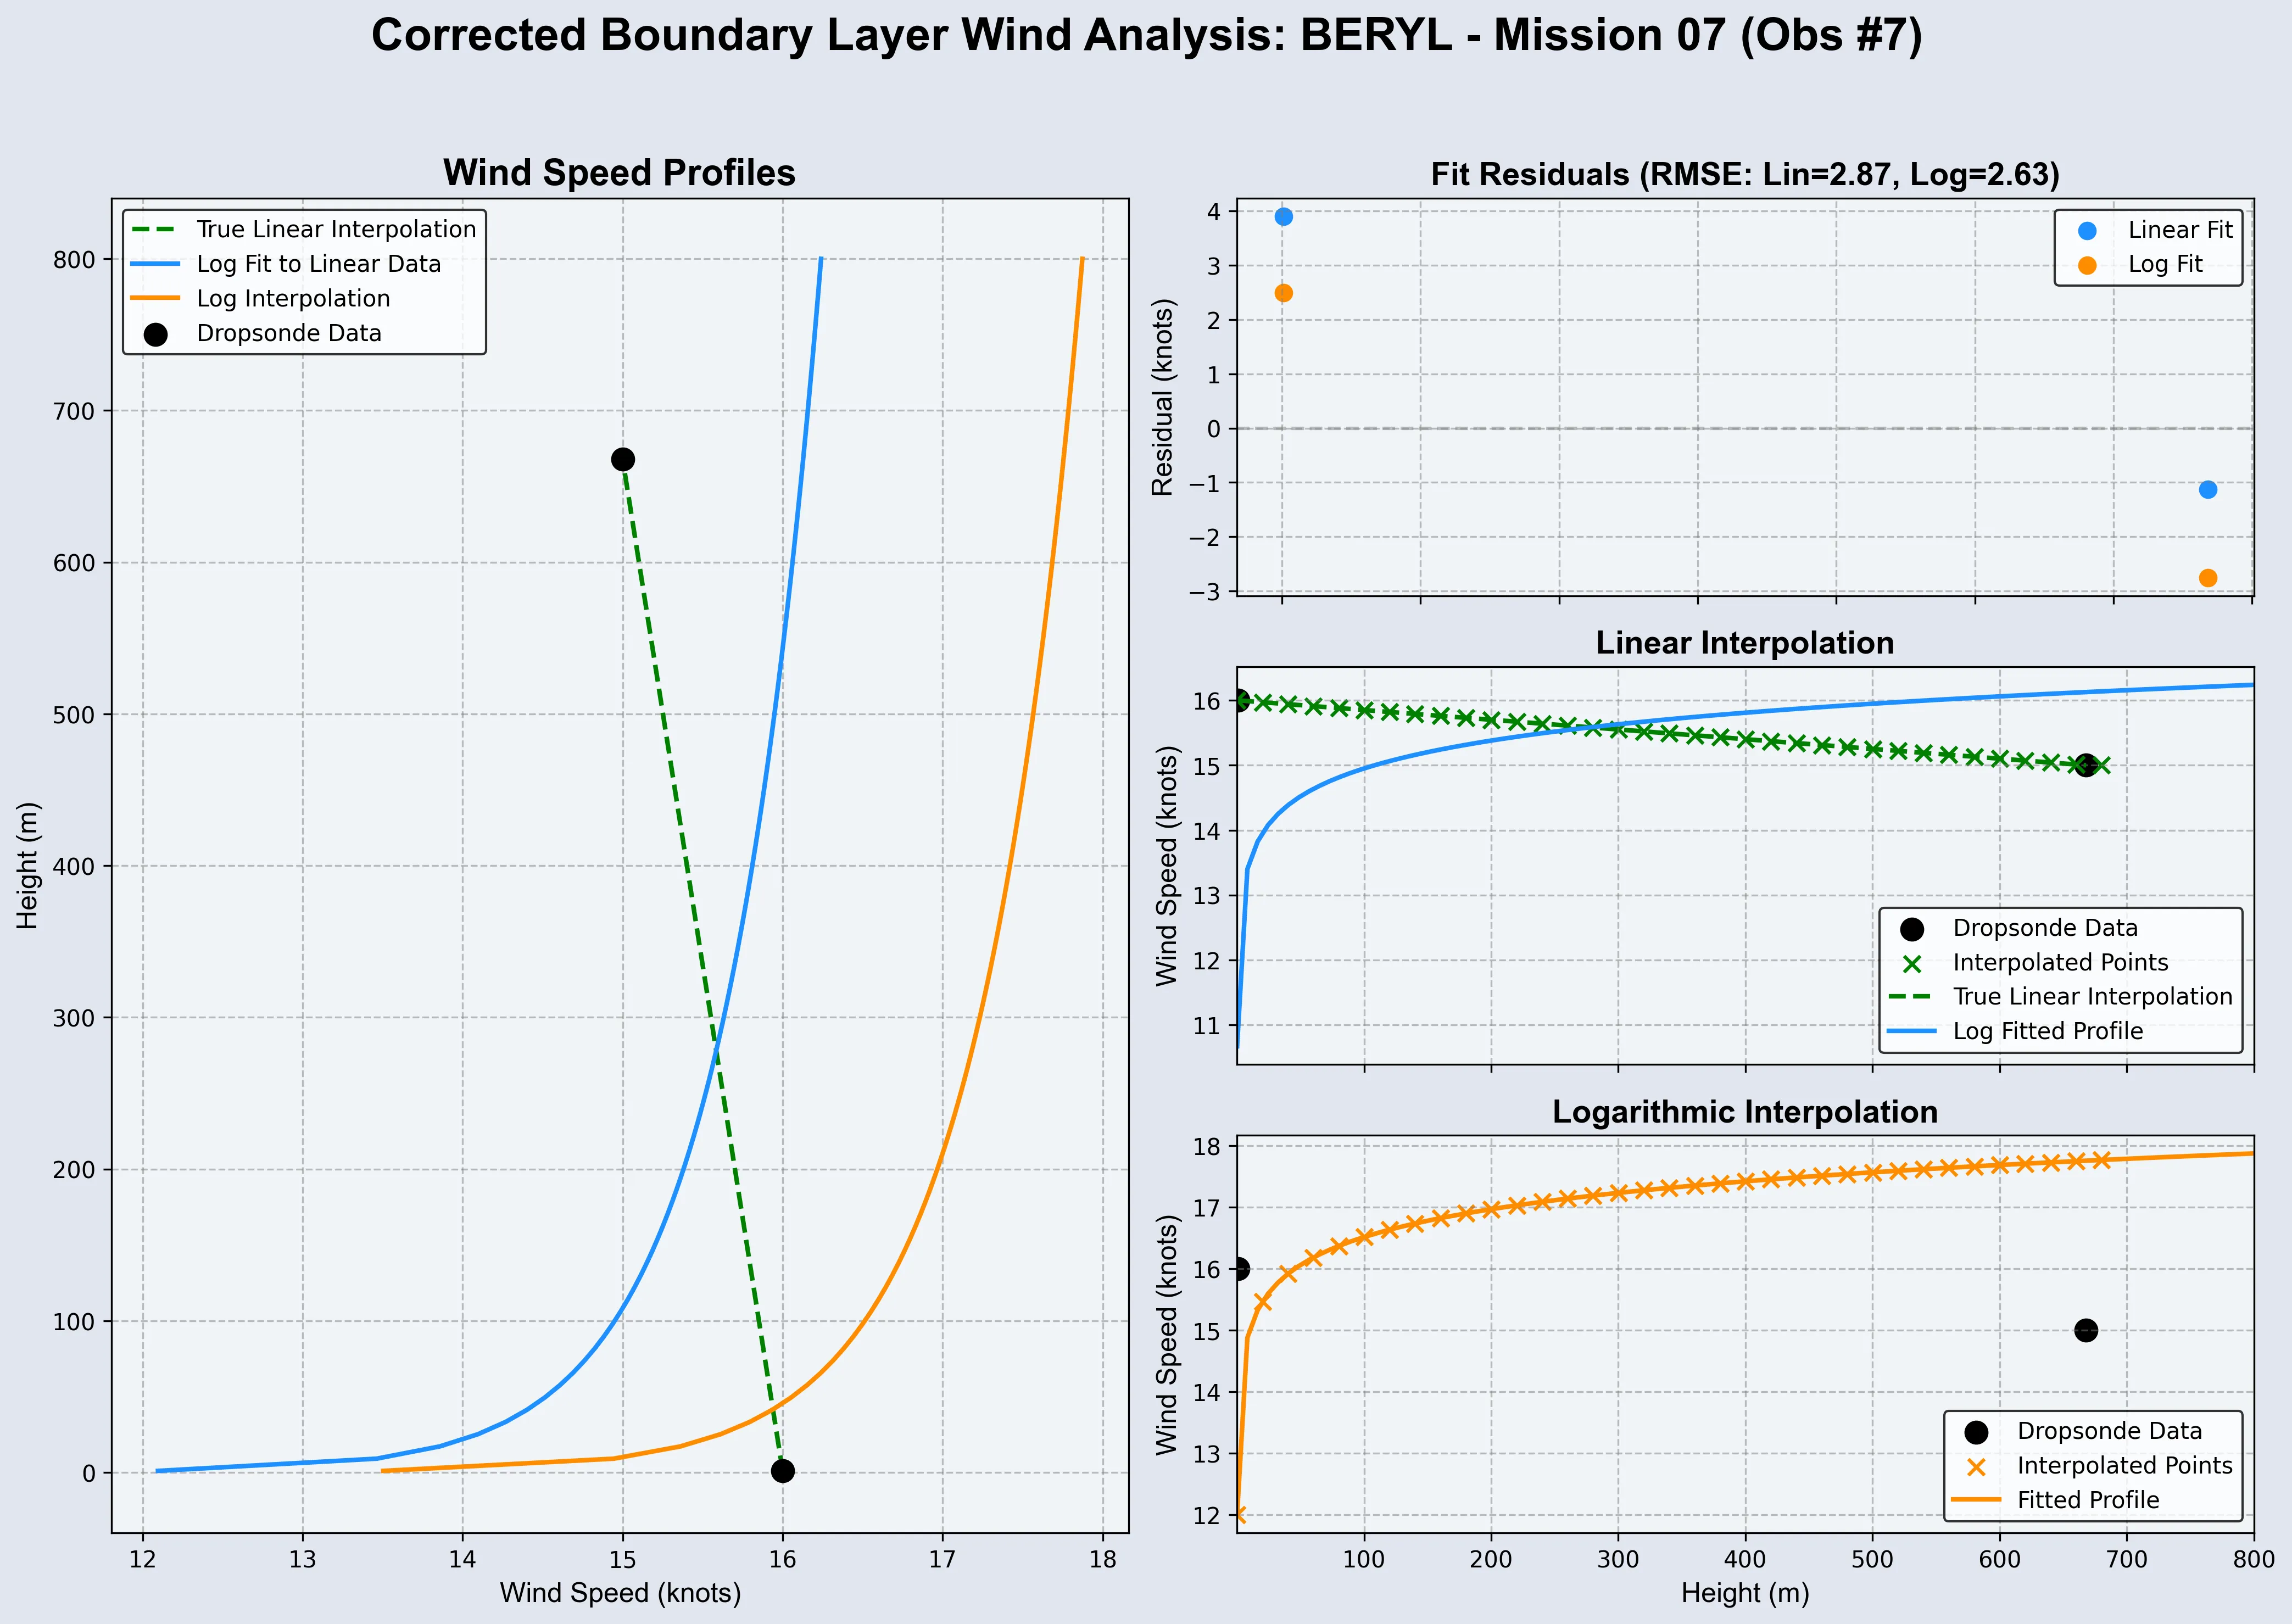 Corrected Boundary Layer Wind Analysis: BERYL - Mission 07 (Obs #7)
Wind Speed Profiles
True Linear Interpolation
Log Fit to Linear Data
Log Interpolation
Dropsonde Data
800
700
600
500
400
300
200
100
0
Height (m)
12 13 14 15 16 17 18
Wind Speed (knots)
Fit Residuals (RMSE: Lin=2.87, Log=2.63)
Linear Fit
Log Fit
4
3
2
1
0
−1
−2
−3
Residual (knots)
Linear Interpolation
16
15
14
13
12
11
Wind Speed (knots)
Dropsonde Data
Interpolated Points
True Linear Interpolation
Log Fitted Profile
Logarithmic Interpolation
18
17
16
15
14
13
12
Wind Speed (knots)
Dropsonde Data
Interpolated Points
Fitted Profile
100 200 300 400 500 600 700 800
Height (m)